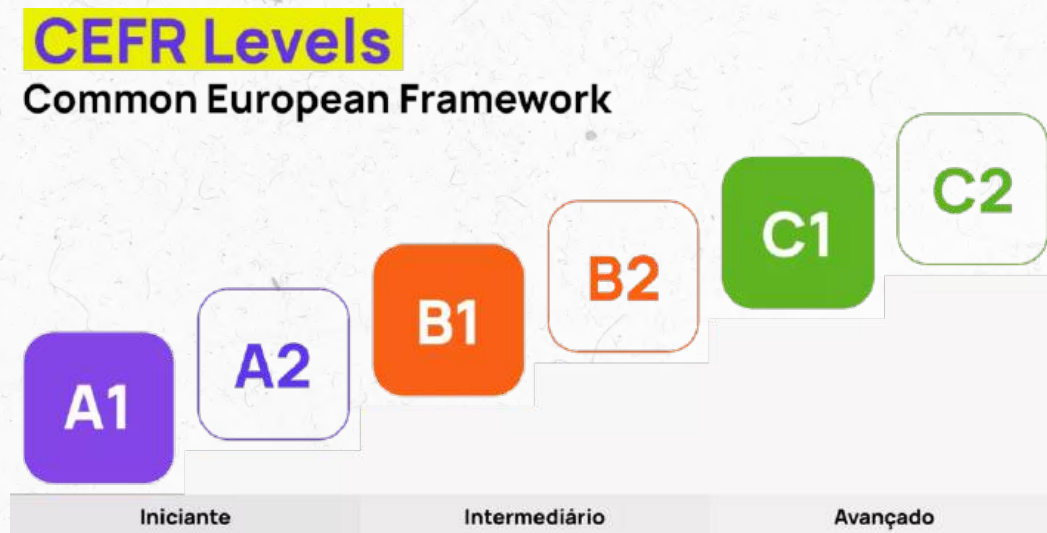 CEFR Levels
Common European Framework
A1
A2
B1
B2
C1
C2
Iniciante
Intermediário
Avançado